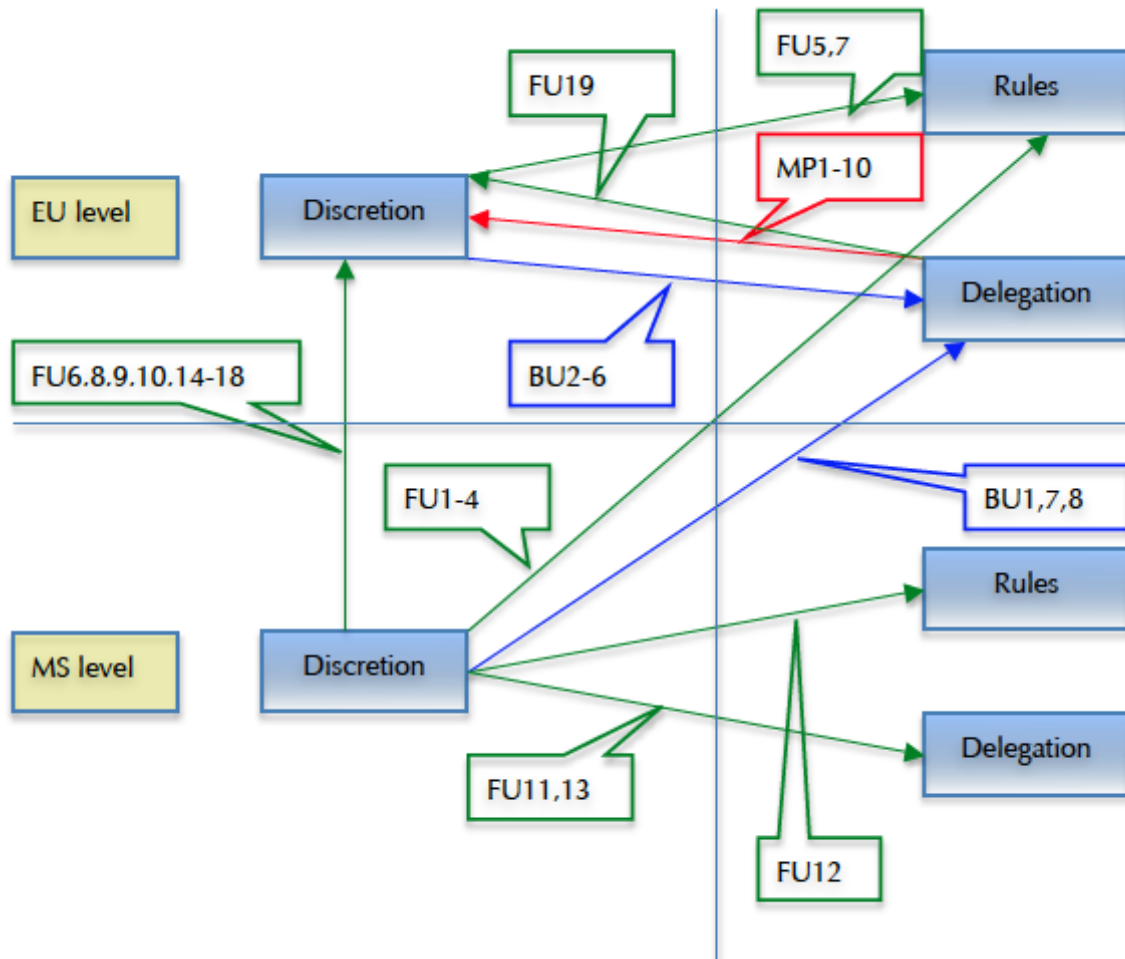 FU5,7
Rules
FU19
MP1-10
EU level
Discretion
Delegation
FU6.8.9.10.14-18
BU2-6
FU1-4
BU1,7,8
Rules
MS level
Discretion
Delegation
FU11,13
FU12